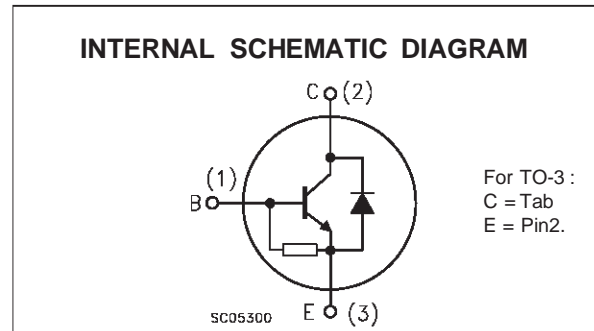 INTERNAL SCHEMATIC DIAGRAM
C (2)
(1)
B
For TO-3 :
C = Tab
E = Pin2.
E (3)
SC05300